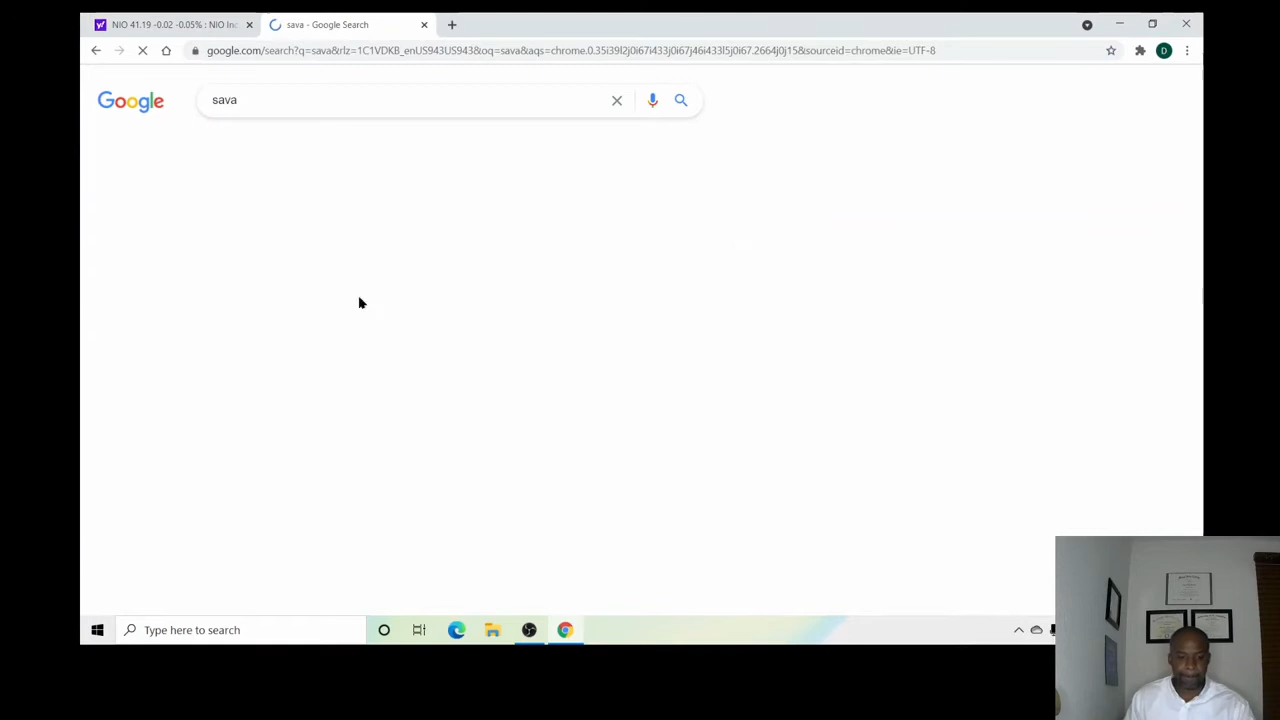 NIO 41.19 -0.02 -0.05% : NIO Inc
sava - Google Search
google.com/search?q=sava&rlz=1C1VDKB_enUS943US943&oq=sava&aqs=chrome.0.35i39l2j0i67i433j0i67j46i433l5j0i67.2664j0j15&sourceid=chrome&ie=UTF-8
D
Google
sava
Type here to search